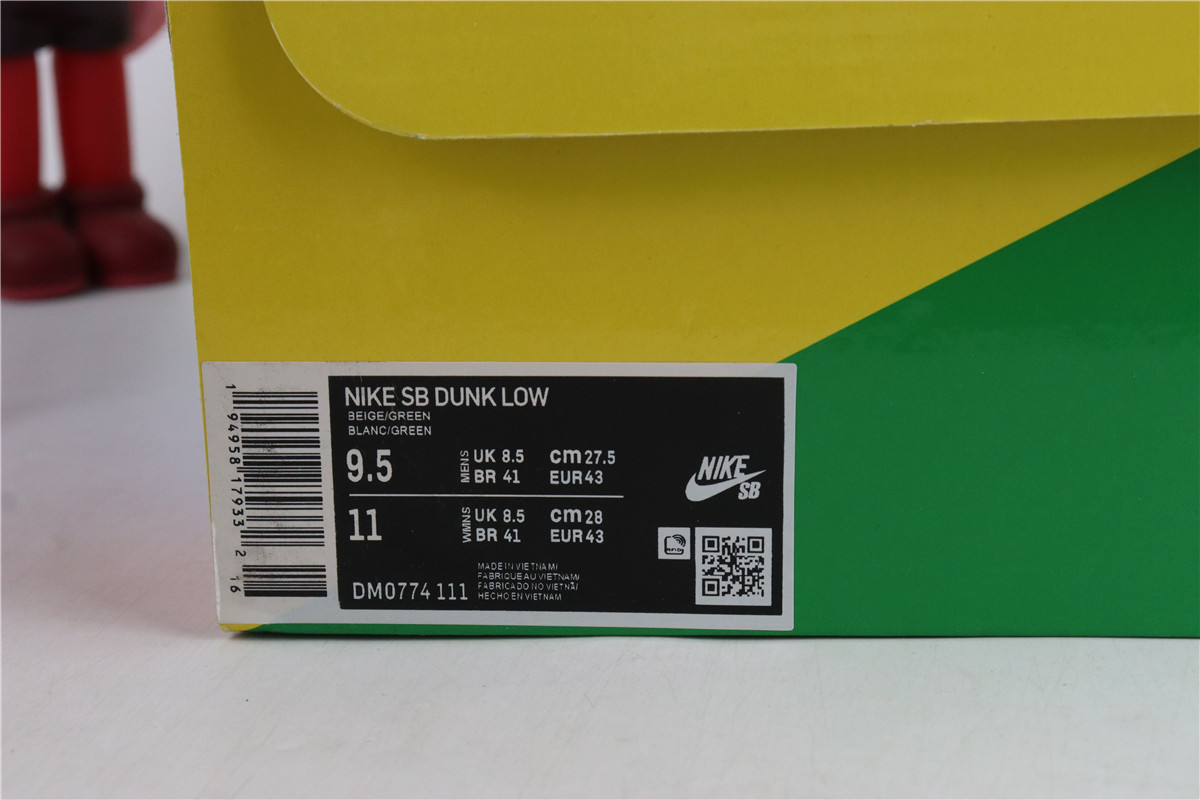 NIKE SB DUNK LOW
BEIGE/GREEN
BLANC/GREEN
9.5 MENS UK 8.5 cm 27.5
BR 41 EUR 43
11 WMNS UK 8.5 cm 28
BR 41 EUR 43
MADE IN VIETNAM/
FABRIQUE AU VIETNAM/
FABRICADO NO VIETNÃ/
HECHO EN VIETNAM
DM0774 111
NIKE
SB
1 94958 17933 2 16